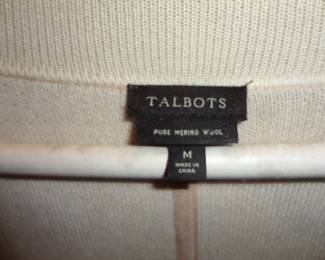 TALBOTS
PURE MERINO WOOL
M
MADE IN
CHINA